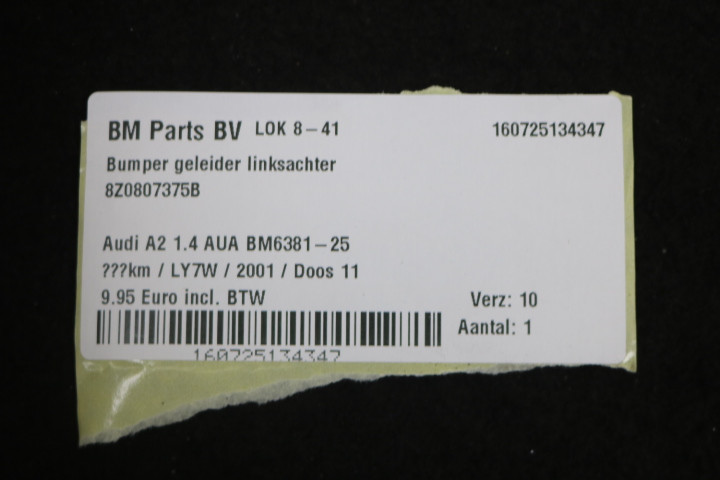 BM Parts BV LOK 8-41 160725134347
Bumper geleider linksachter
8Z0807375B
Audi A2 1.4 AUA BM6381-25
???km / LY7W / 2001 / Doos 11
9.95 Euro incl. BTW Verz: 10
Aantal: 1
160725134347